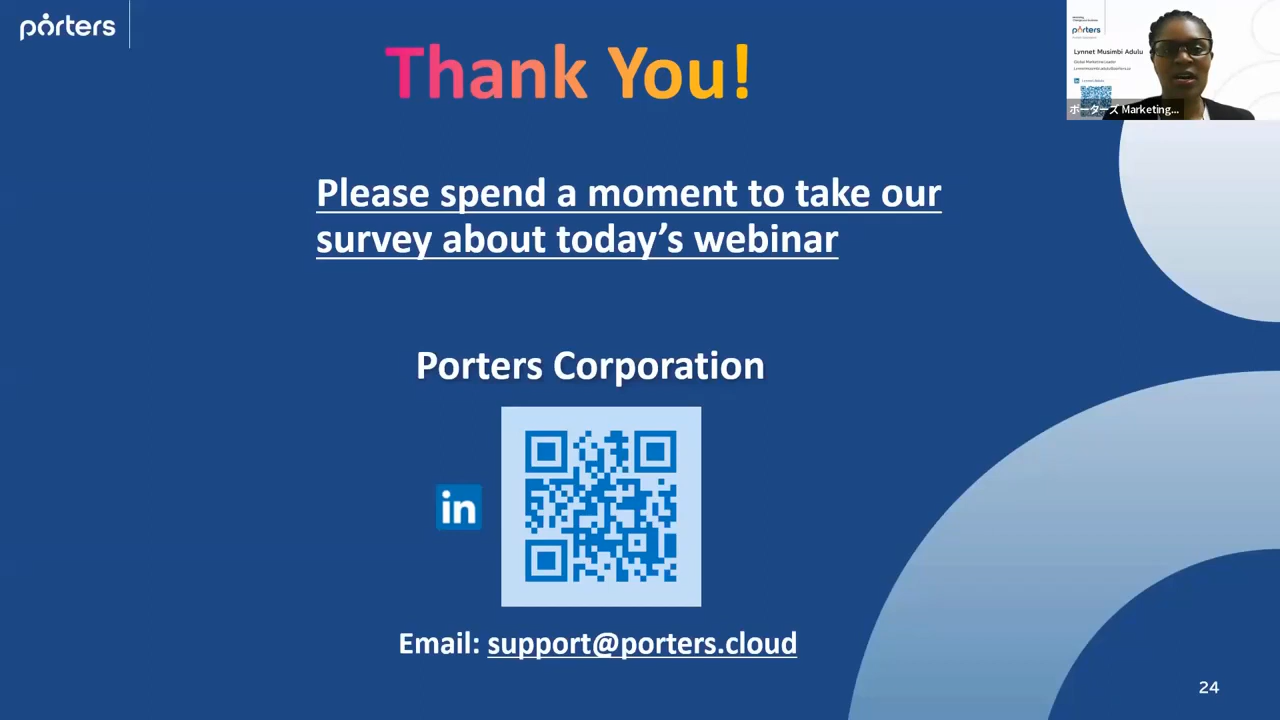 porters
Thank You!
Please spend a moment to take our
survey about today’s webinar
Porters Corporation
in
Email: support@porters.cloud
24
porters
Lynnet Musimbi Adulu
Global Marketing Leader
ポーターズ Marketing...